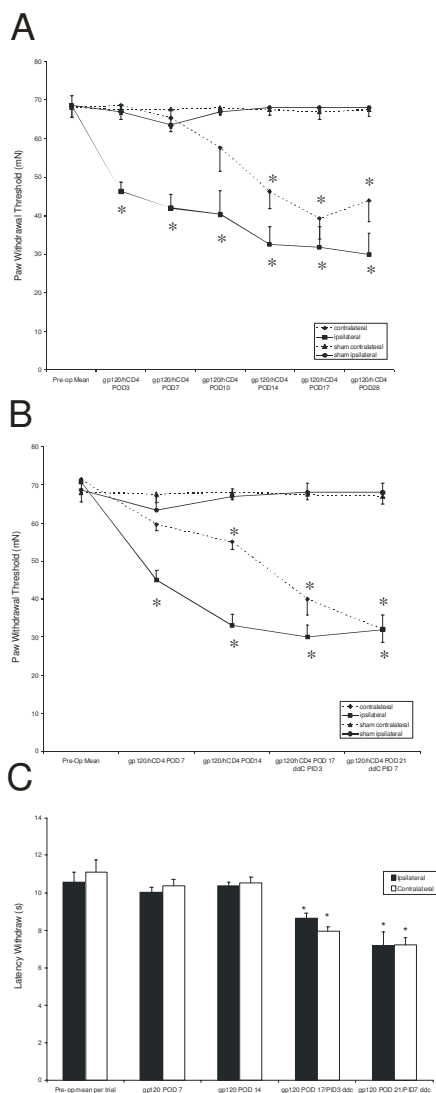 A
80
70
60
50
40
30
20
10
0
Paw Withdrawal Threshold (mN)
* * *
* * * * * *
contralateral
ipsilateral
sham contralateral
sham ipsilateral
Pre-op Mean
gp120/hCD4 POD3
gp120/hCD4 POD7
gp120/hCD4 POD10
gp120/hCD4 POD14
gp120/hCD4 POD17
gp120/hCD4 POD28
B
80
70
60
50
40
30
20
10
0
Paw Withdrawal Threshold (mN)
* * *
* * * *
contralateral
ipsilateral
sham contralateral
sham ipsilateral
Pre-Op Mean
gp120/hCD4 POD 7
gp120/hCD4 POD14
gp120/hCD4 POD 17 ddC PID 3
gp120/hCD4 POD 21 ddC PID 7
C
14
12
10
8
6
4
2
0
Latency Withdraw (s)
* * * *
Ipsilateral
Contralateral
Pre-op mean per trial
gp120 POD 7
gp120 POD 14
gp120 POD 17/PID3 ddc
gp120 POD 21/PID7 ddc